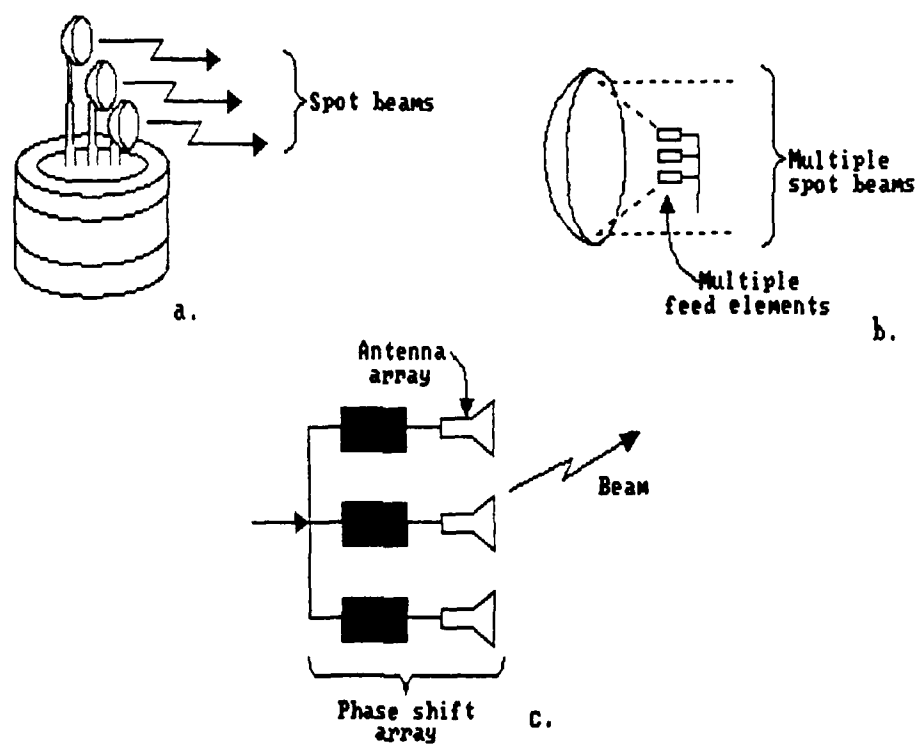 Spot beams
a.
Multiple
spot beams
Multiple
feed elements
b.
Antenna
array
Beam
Phase shift
array
c.